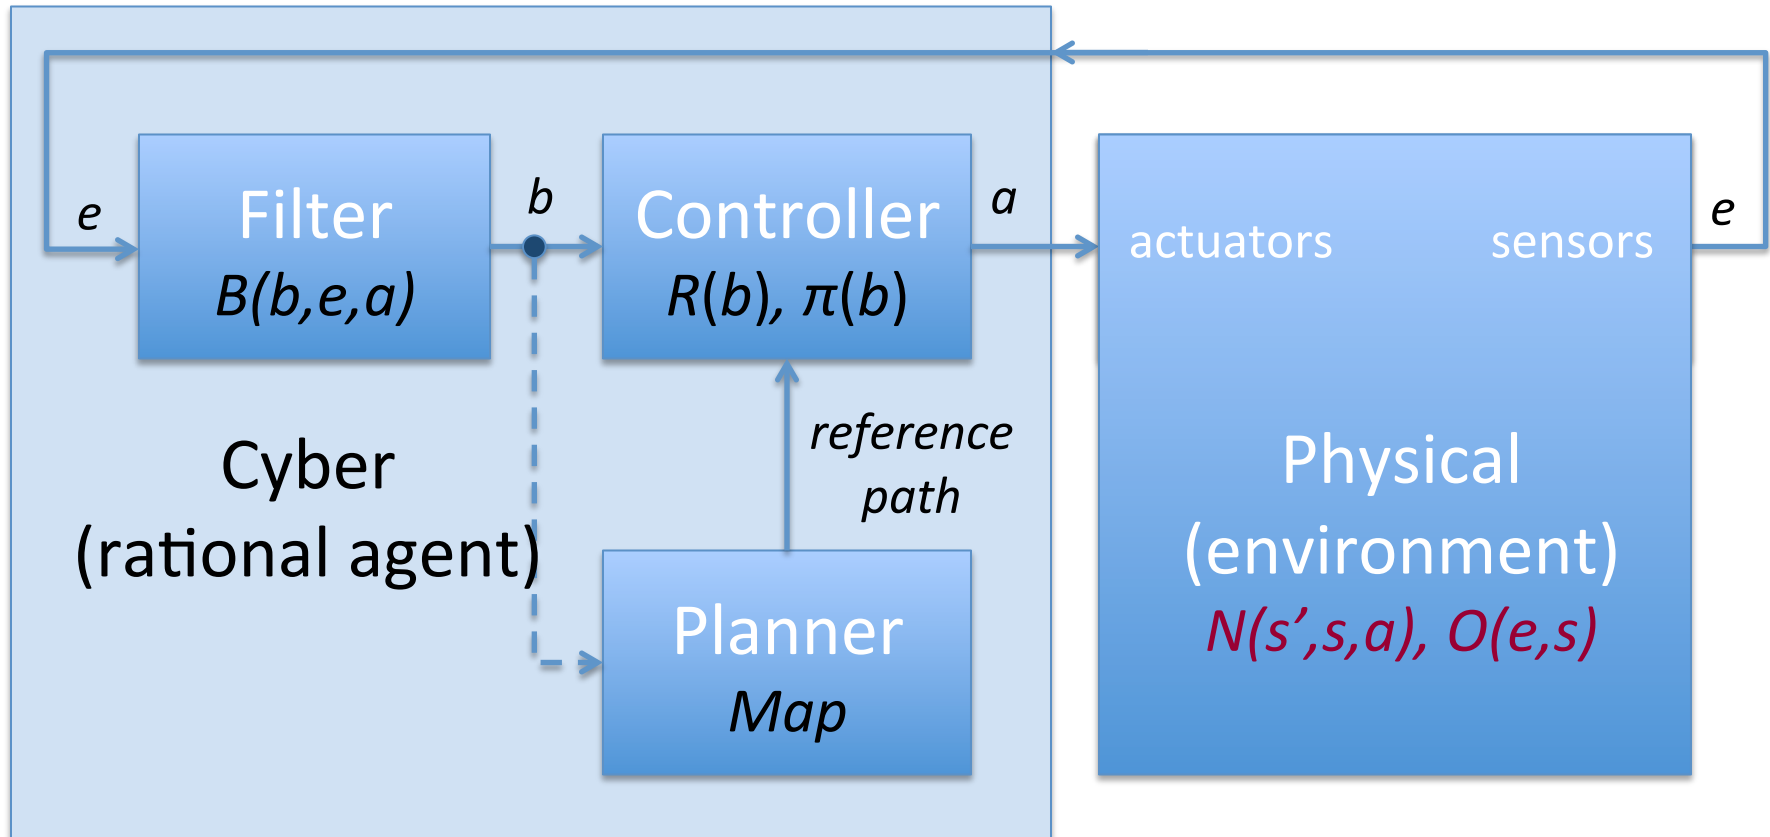 e
Filter
B(b,e,a)
b
Controller
R(b), π(b)
a
actuators
sensors
e
Cyber
(rational agent)
reference
path
Planner
Map
Physical
(environment)
N(s’,s,a), O(e,s)